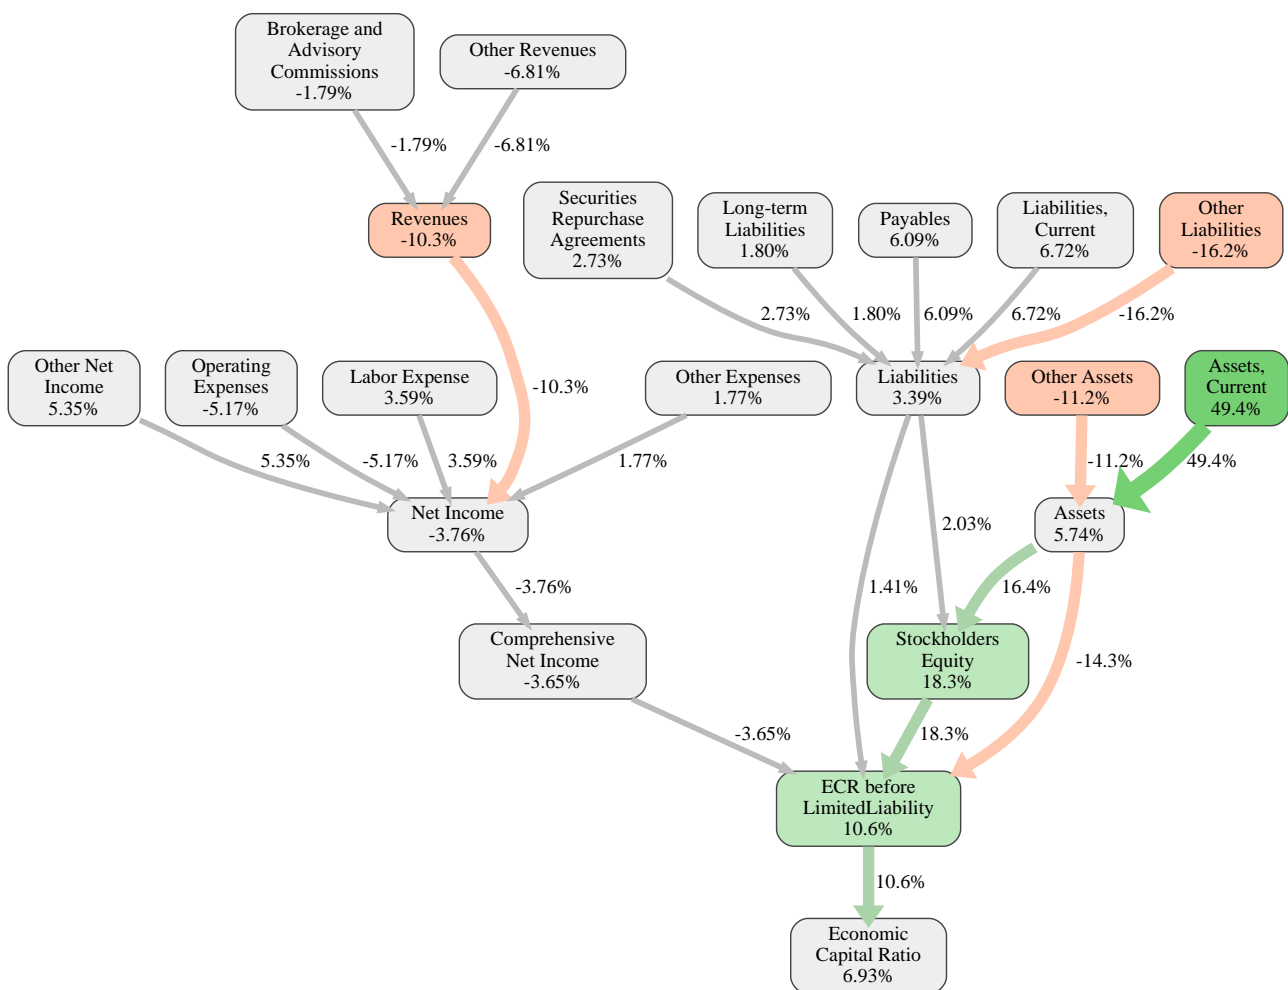 Brokerage and
Advisory
Commissions
-1.79%
Other Revenues
-6.81%
-1.79%
-6.81%
Revenues
-10.3%
Securities
Repurchase
Agreements
2.73%
Long-term
Liabilities
1.80%
Payables
6.09%
Liabilities,
Current
6.72%
Other
Liabilities
-16.2%
2.73%
1.80%
6.09%
6.72%
-16.2%
Other Net
Income
5.35%
Operating
Expenses
-5.17%
Labor Expense
3.59%
-10.3%
Other Expenses
1.77%
Liabilities
3.39%
Other Assets
-11.2%
Assets,
Current
49.4%
5.35%
-5.17%
3.59%
1.77%
-11.2%
49.4%
Net Income
-3.76%
2.03%
Assets
5.74%
-3.76%
1.41%
16.4%
Comprehensive
Net Income
-3.65%
Stockholders
Equity
18.3%
-14.3%
-3.65%
18.3%
ECR before
LimitedLiability
10.6%
10.6%
Economic
Capital Ratio
6.93%